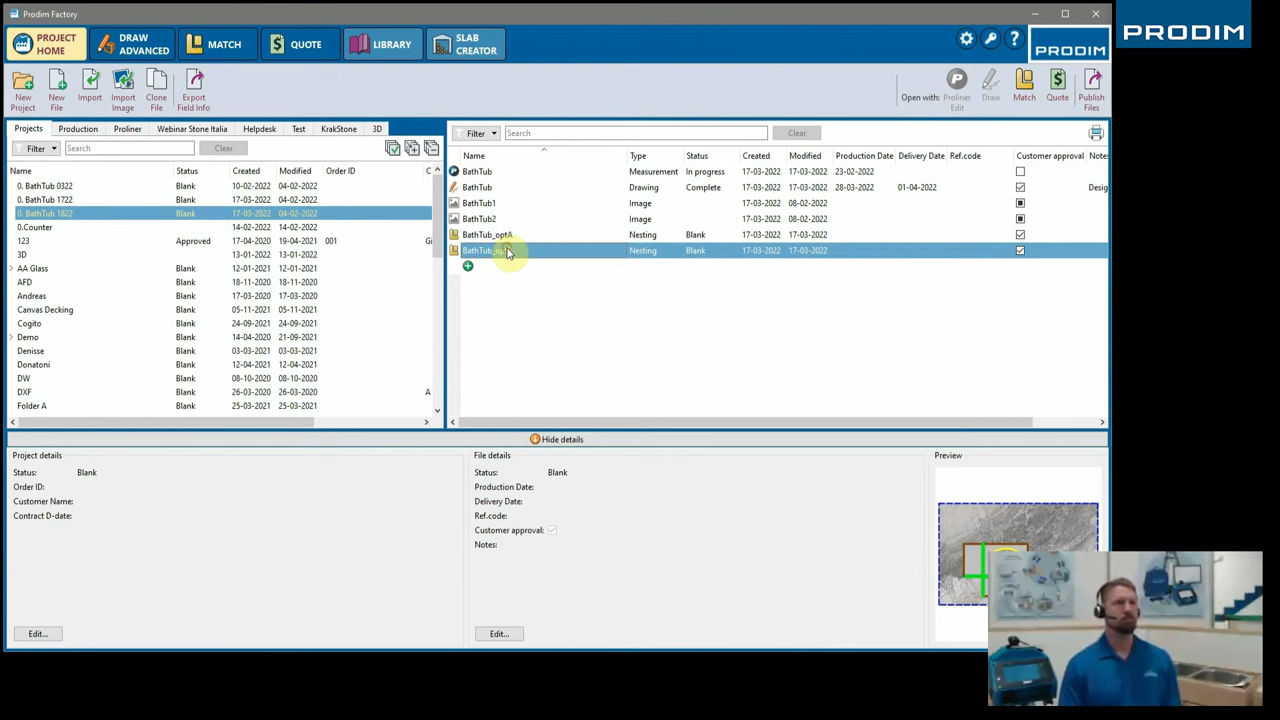 Prodim Factory
PRODIM
PROJECT HOME
DRAW ADVANCED
MATCH
QUOTE
LIBRARY
SLAB CREATOR
PRODIM
New Project
New File
Import
Import Image
Clone File
Export Field Info
Open with:
Proliner Edit
Draw
Match
Quote
Publish Files
Projects Production Proliner Webinar Stone Italia Helpdesk Test KrakStone 3D
Filter Search Clear
Name Status Created Modified Order ID C
0. BathTub 0322 Blank 10-02-2022 04-02-2022
0. BathTub 1722 Blank 17-03-2022 04-02-2022
0. BathTub 1822 Blank 17-03-2022 04-02-2022
0.Counter 14-03-2022 04-02-2022
123 Approved 17-04-2020 19-04-2021 001 Gi
3D 13-01-2022 13-01-2022
AA Glass Blank 12-01-2021 12-01-2021
AFD Blank 18-11-2020 18-11-2020
Andreas Blank 17-03-2020 17-03-2020
Canvas Decking Blank 05-11-2021 05-11-2021
Cogito Blank 24-09-2021 24-09-2021
Demo Blank 14-04-2020 21-09-2021
Denisse Blank 03-03-2021 03-03-2021
Donatoni Blank 12-04-2021 12-04-2021
DW Blank 08-10-2020 08-10-2020
DXF Blank 26-03-2020 26-03-2020 A
Folder A Blank 25-03-2021 25-03-2021
Filter Search Clear
Name Type Status Created Modified Production Date Delivery Date Ref.code Customer approval Notes
BathTub Measurement In progress 17-03-2022 17-03-2022 23-02-2022
BathTub Drawing Complete 17-03-2022 17-03-2022 28-03-2022 01-04-2022 Desig
BathTub1 Image 17-03-2022 08-02-2022
BathTub2 Image 17-03-2022 08-02-2022
BathTub_optA Nesting Blank 17-03-2022 17-03-2022
Nesting Blank 17-03-2022 17-03-2022
Hide details
Project details
Status: Blank
Order ID:
Customer Name:
Contract D-date:
Edit...
File details
Status: Blank
Production Date:
Delivery Date:
Ref.code:
Customer approval:
Notes:
Edit...
Preview